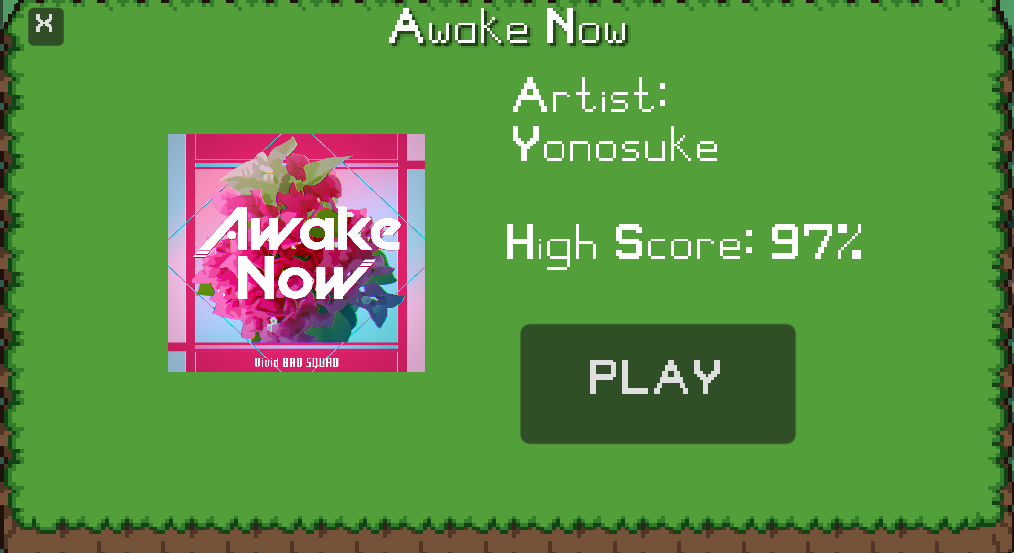 X
Awake Now
Artist:
Yonosuke
Awake
Now
Vivid BAD SQUAD
High Score: 97%
PLAY